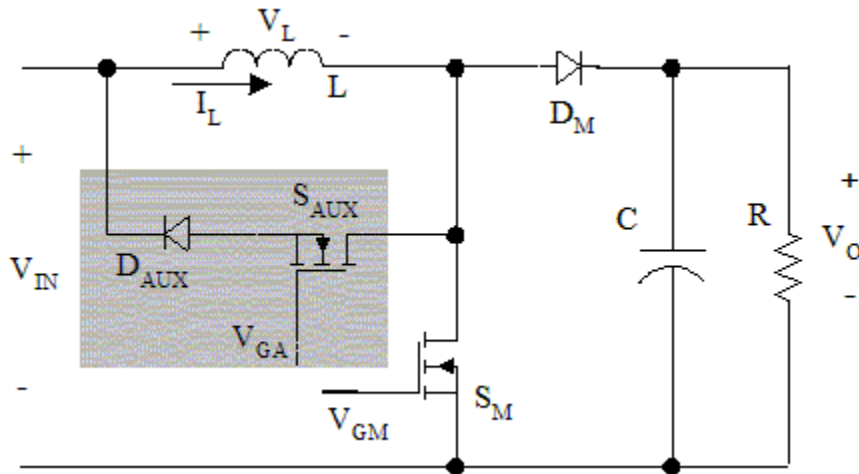 + V_L -
I_L
L
D_M
+
S_AUX
D_AUX
V_IN
V_GA
-
V_GM
S_M
C
R
+
V_O
-